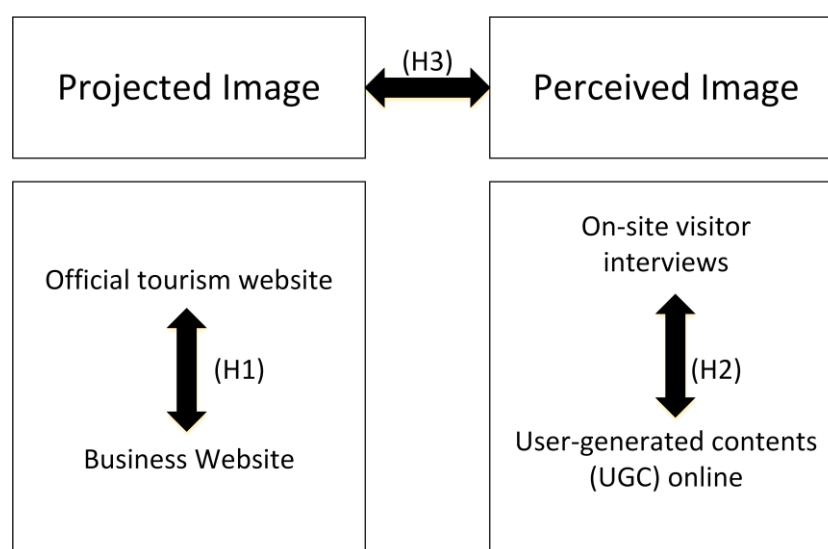 Projected Image
(H3)
Perceived Image
Official tourism website
(H1)
Business Website
On-site visitor
interviews
(H2)
User-generated contents
(UGC) online